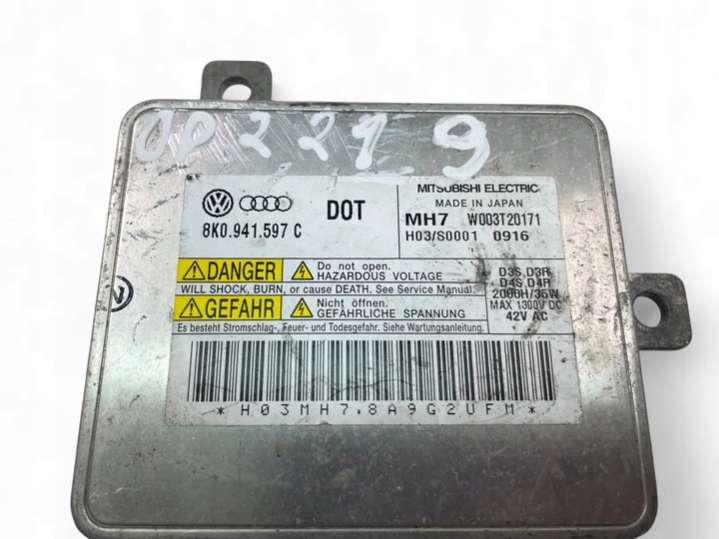 002219
8K0.941.597 C
DOT
MITSUBISHI ELECTRIC
MADE IN JAPAN
MH7 W003T20171
H03/S0001 0916
DANGER
Do not open.
HAZARDOUS VOLTAGE
WILL SHOCK, BURN, or cause DEATH. See Service Manual.
GEFAHR
Nicht öffnen.
GEFÄHRLICHE SPANNUNG
Es besteht Stromschlag-, Feuer- und Todesgefahr. Siehe Wartungsanleitung.
D3S, D3R
D4S, D4R
2000H/35W
MAX 1300V DC
42V AC
*H03MH7.8A9G2UFM*